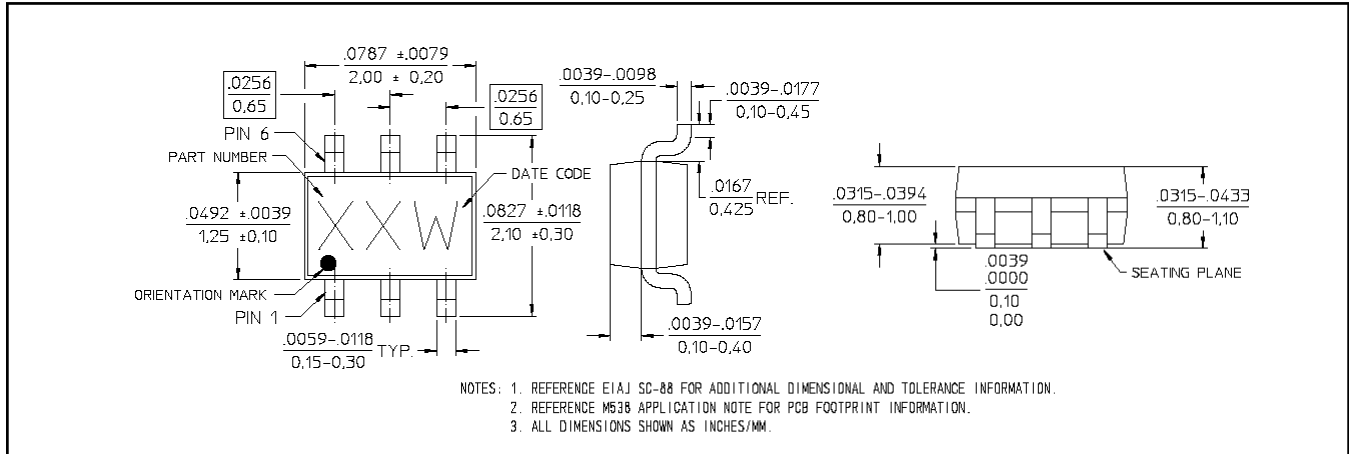 .0787 ±.0079
2,00 ± 0,20
.0256
0,65
.0256
0.65
PIN 6
PART NUMBER
DATE CODE
.0492 ±.0039
1,25 ±0,10
XXW
.0827 ±.0118
2,10 ±0,30
ORIENTATION MARK
PIN 1
.0059-.0118
0,15-0,30
TYP.
.0039-.0098
0,10-0,25
.0039-.0177
0,10-0,45
.0167
0,425
REF.
.0039-.0157
0,10-0,40
.0315-.0394
0,80-1,00
.0315-.0433
0,80-1,10
.0039
.0000
0,10
0,00
SEATING PLANE
NOTES: 1. REFERENCE EIAJ SC-88 FOR ADDITIONAL DIMENSIONAL AND TOLERANCE INFORMATION.
2. REFERENCE M538 APPLICATION NOTE FOR PCB FOOTPRINT INFORMATION.
3. ALL DIMENSIONS SHOWN AS INCHES/MM.